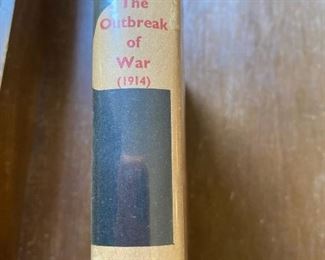 The
Outbreak
of
War
(1914)